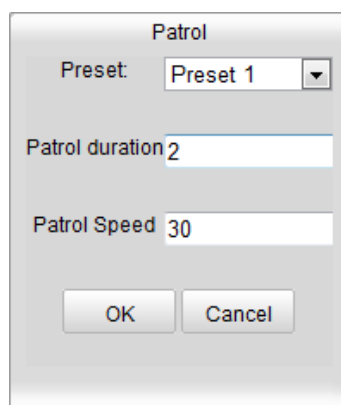 Patrol
Preset: Preset 1
Patrol duration 2
Patrol Speed 30
OK Cancel